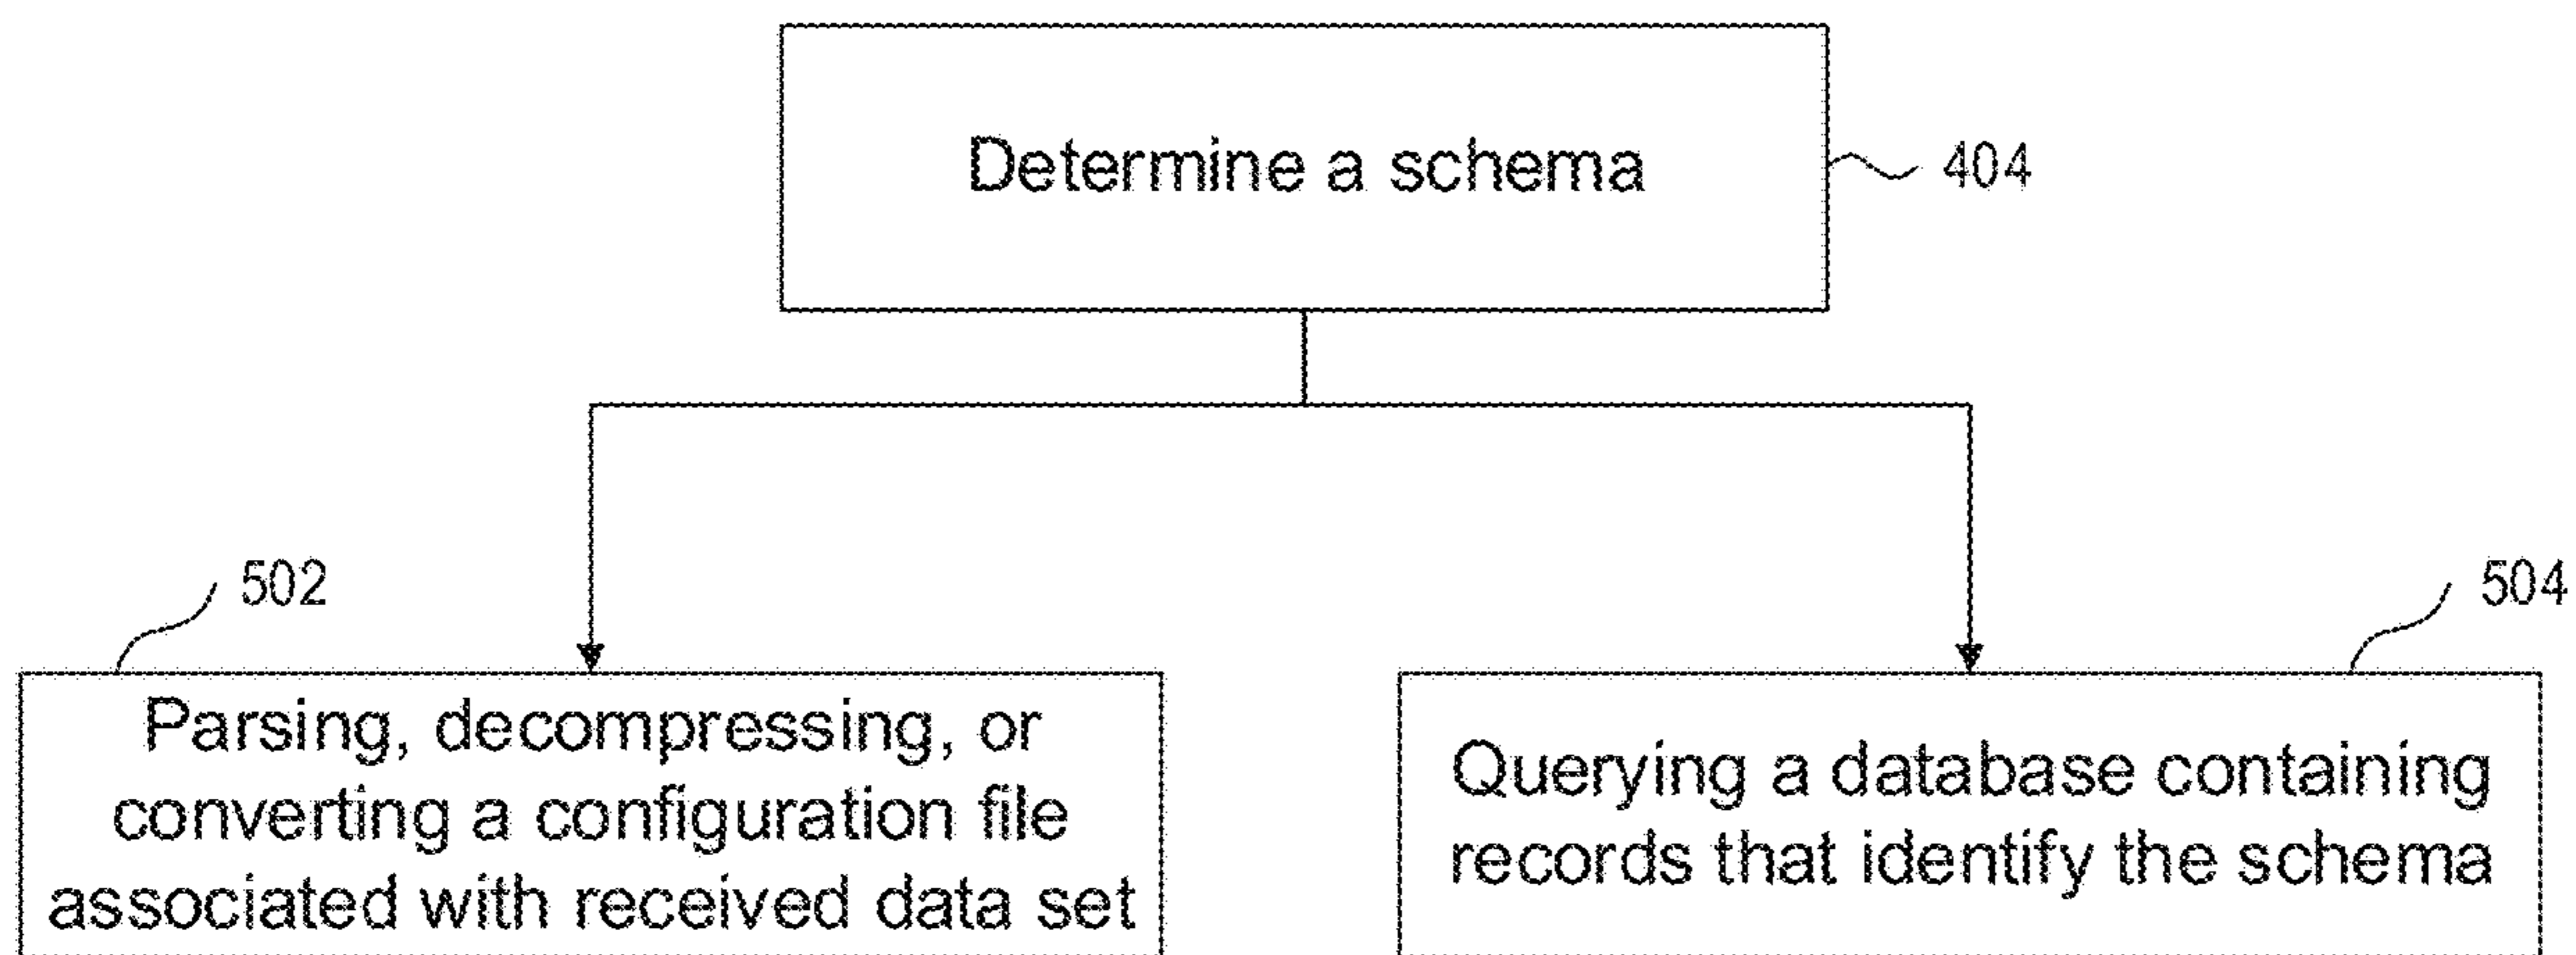 Determine a schema
404
502
504
Parsing, decompressing, or
converting a configuration file
associated with received data set
Querying a database containing
records that identify the schema